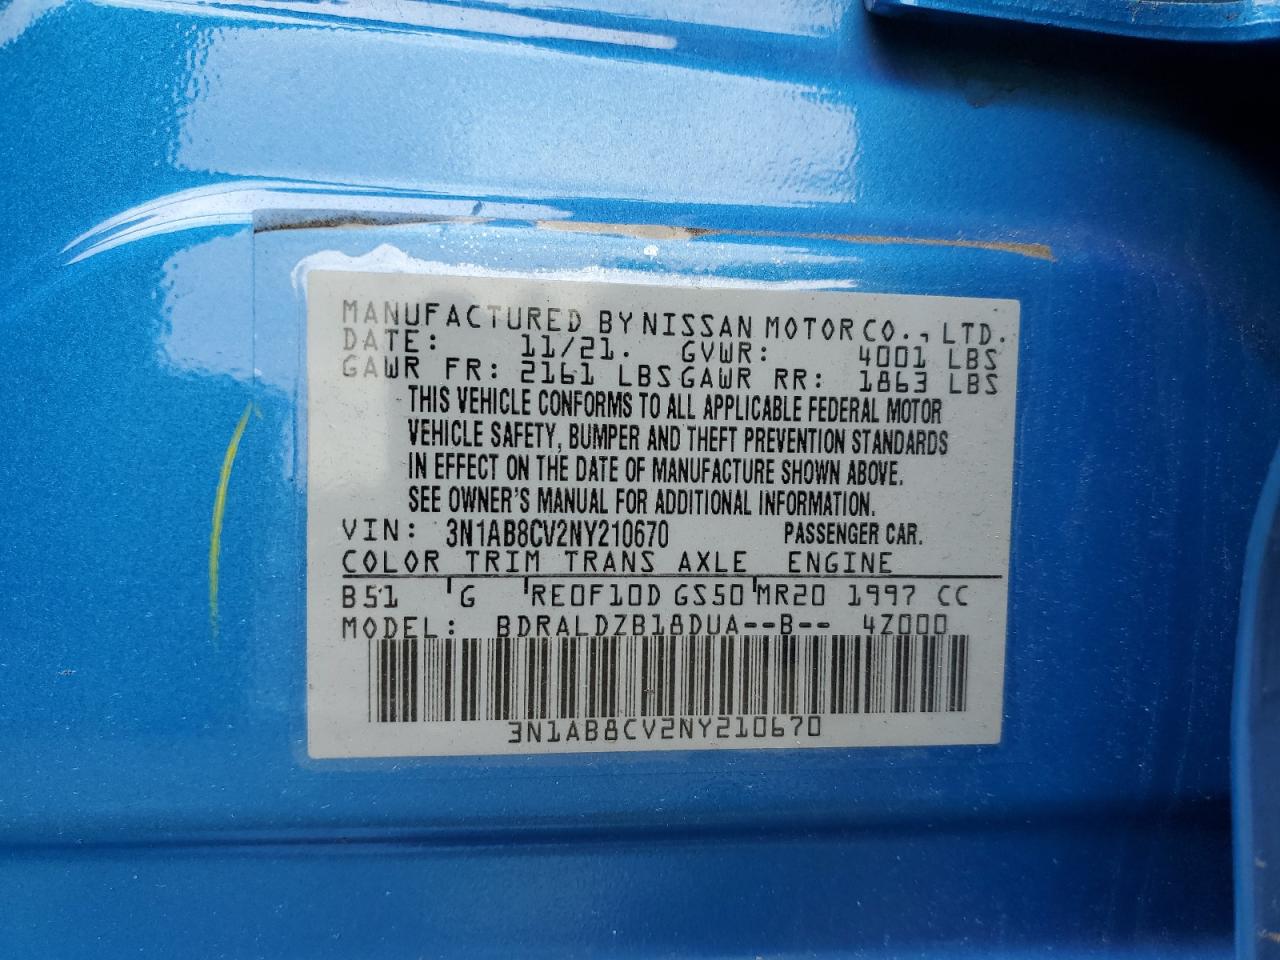 MANUFACTURED BY NISSAN MOTOR CO., LTD.
DATE: 11/21. GVWR: 4001 LBS
GAWR FR: 2161 LBS GAWR RR: 1863 LBS
THIS VEHICLE CONFORMS TO ALL APPLICABLE FEDERAL MOTOR
VEHICLE SAFETY, BUMPER AND THEFT PREVENTION STANDARDS
IN EFFECT ON THE DATE OF MANUFACTURE SHOWN ABOVE.
SEE OWNER'S MANUAL FOR ADDITIONAL INFORMATION.
VIN: 3N1AB8CV2NY210670 PASSENGER CAR.
COLOR TRIM TRANS AXLE ENGINE
B51 G RE0F10D GS50 MR20 1997 CC
MODEL: BDRALDZB18DUA--B-- 4Z000
3N1AB8CV2NY210670